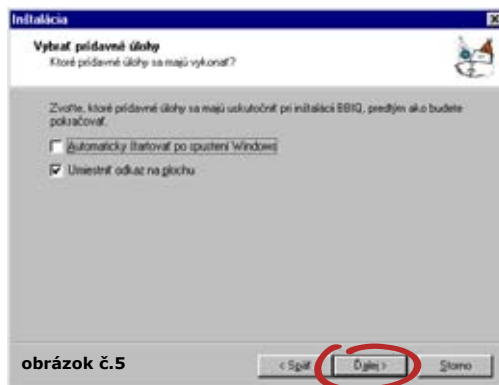 Inštalácia
Vybrať prídavné úlohy
Ktoré prídavné úlohy sa majú vykonať?
Zvoľte, ktoré prídavné úlohy sa majú uskutočniť pri inštalácii BBIQ, predtým ako budete
pokračovať.
Automaticky štartovať po spustení Windows
Umiestniť odkaz na plochu
obrázok č.5
< Späť
Ďalej >
Storno